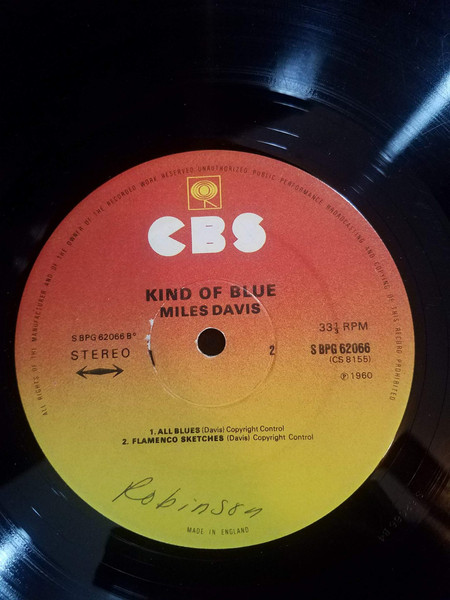 ALL RIGHTS OF THE MANUFACTURER AND OF THE OWNER OF THE RECORDED WORK RESERVED UNAUTHORIZED PUBLIC PERFORMANCE BROADCASTING AND COPYING OF THIS RECORD PROHIBITED
CBS
KIND OF BLUE
MILES DAVIS
SBPG 62066 B°
STEREO
2
33⅓ RPM
SBPG 62066
(CS 8155)
℗ 1960
1. ALL BLUES (Davis) Copyright Control
2. FLAMENCO SKETCHES (Davis) Copyright Control
Robinson
MADE IN ENGLAND